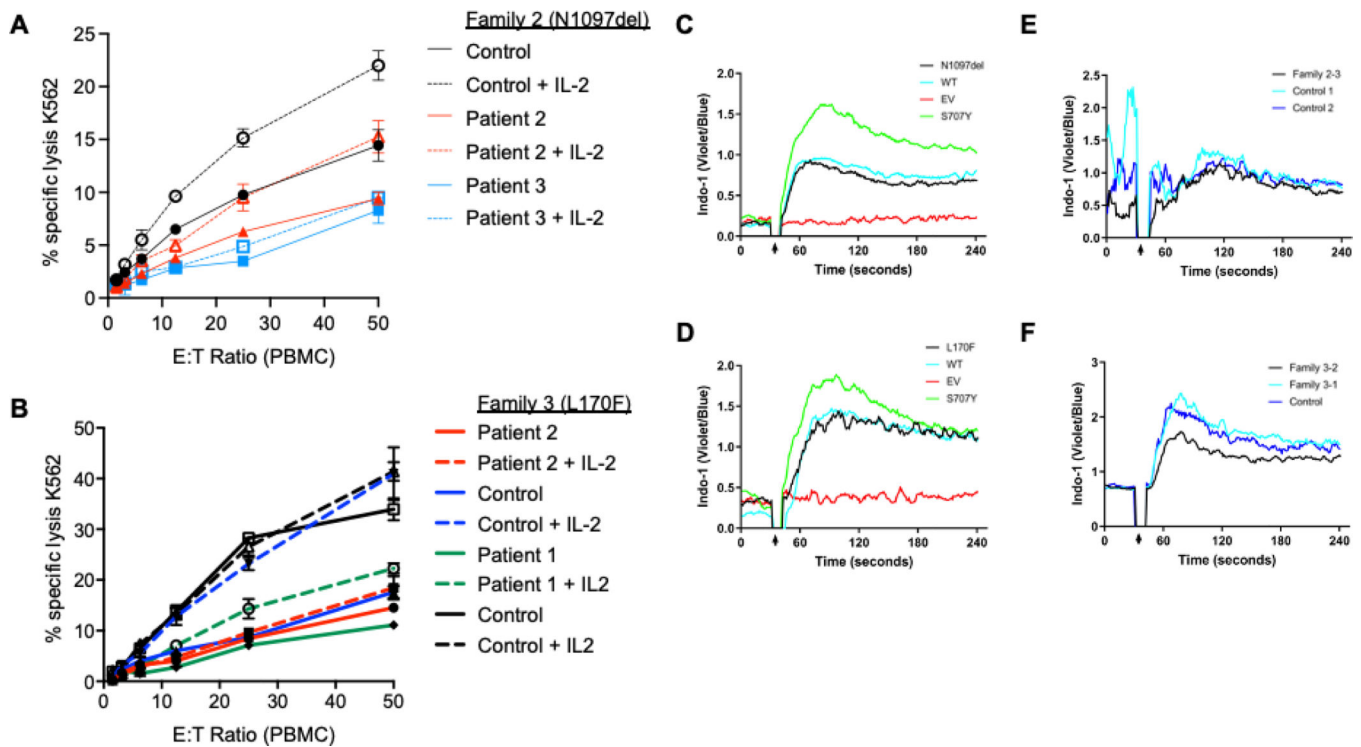 A
% specific lysis K562
25
20
15
10
5
0
0 10 20 30 40 50
E:T Ratio (PBMC)
Family 2 (N1097del)
Control
Control + IL-2
Patient 2
Patient 2 + IL-2
Patient 3
Patient 3 + IL-2
B
% specific lysis K562
50
40
30
20
10
0
0 10 20 30 40 50
E:T Ratio (PBMC)
Family 3 (L170F)
Patient 2
Patient 2 + IL-2
Control
Control + IL-2
Patient 1
Patient 1 + IL2
Control
Control + IL2
C
Indo-1 (Violet/Blue)
2.0
1.5
1.0
0.5
0.0
0 60 120 180 240
Time (seconds)
N1097del
WT
EV
S707Y
D
Indo-1 (Violet/Blue)
2.0
1.5
1.0
0.5
0.0
0 60 120 180 240
Time (seconds)
L170F
WT
EV
S707Y
E
Indo-1 (Violet/Blue)
2.5
2.0
1.5
1.0
0.5
0.0
0 60 120 180 240
Time (seconds)
Family 2-3
Control 1
Control 2
F
Indo-1 (Violet/Blue)
3
2
1
0
0 60 120 180 240
Time (seconds)
Family 3-2
Family 3-1
Control